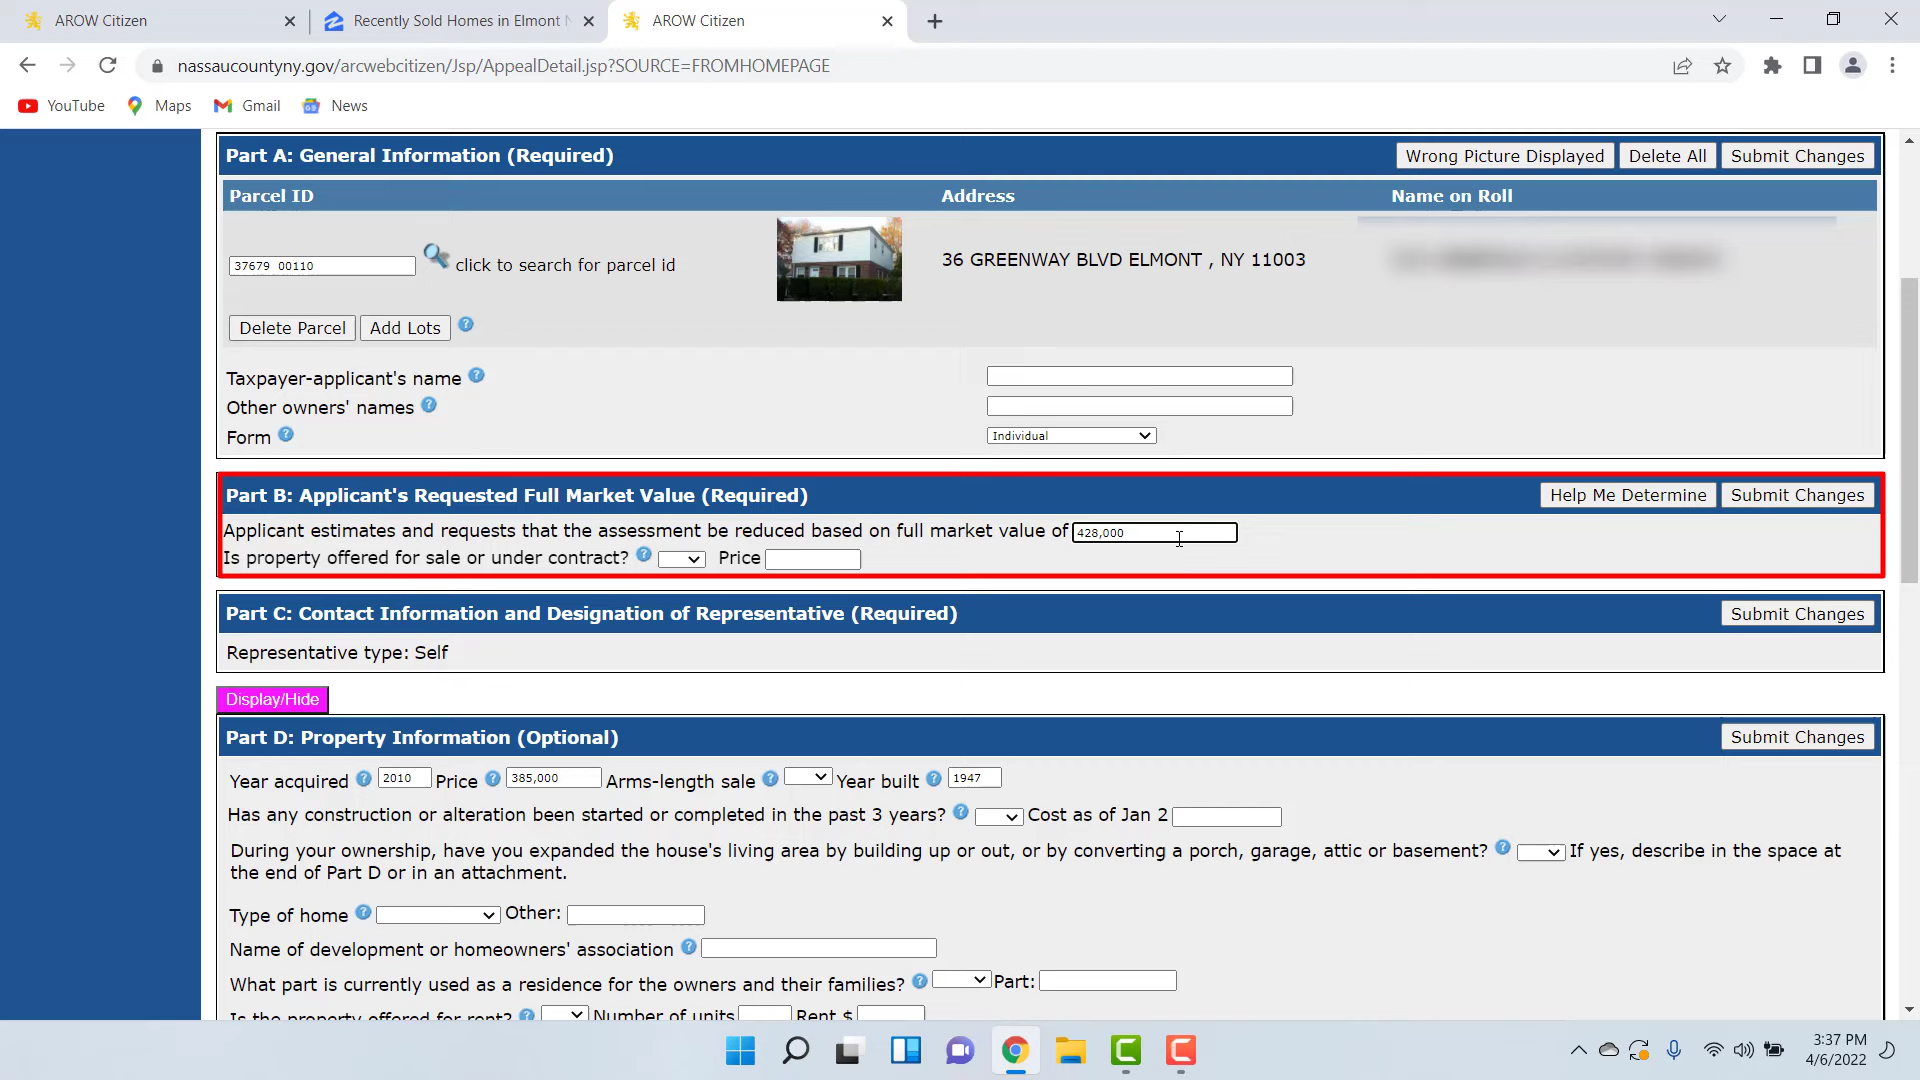 AROW Citizen
Recently Sold Homes in Elmont
AROW Citizen
nassaucountyny.gov/arcwebcitizen/Jsp/AppealDetail.jsp?SOURCE=FROMHOMEPAGE
YouTube Maps Gmail News
Part A: General Information (Required) Wrong Picture Displayed Delete All Submit Changes
Parcel ID Address Name on Roll
37679 00110 click to search for parcel id 36 GREENWAY BLVD ELMONT , NY 11003
Delete Parcel Add Lots
Taxpayer-applicant's name
Other owners' names
Form Individual
Part B: Applicant's Requested Full Market Value (Required) Help Me Determine Submit Changes
Applicant estimates and requests that the assessment be reduced based on full market value of 428,000
Is property offered for sale or under contract? Price
Part C: Contact Information and Designation of Representative (Required) Submit Changes
Representative type: Self
Display/Hide
Part D: Property Information (Optional) Submit Changes
Year acquired 2010 Price 385,000 Arms-length sale Year built 1947
Has any construction or alteration been started or completed in the past 3 years? Cost as of Jan 2
During your ownership, have you expanded the house's living area by building up or out, or by converting a porch, garage, attic or basement? If yes, describe in the space at
the end of Part D or in an attachment.
Type of home Other:
Name of development or homeowners' association
What part is currently used as a residence for the owners and their families? Part:
Is the property offered for rent? Number of units Rent $
3:37 PM
4/6/2022